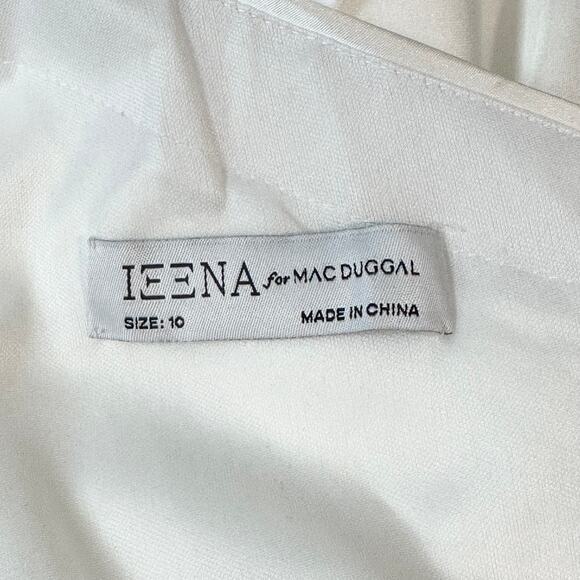 IEENA for MAC DUGGAL
SIZE: 10 MADE IN CHINA